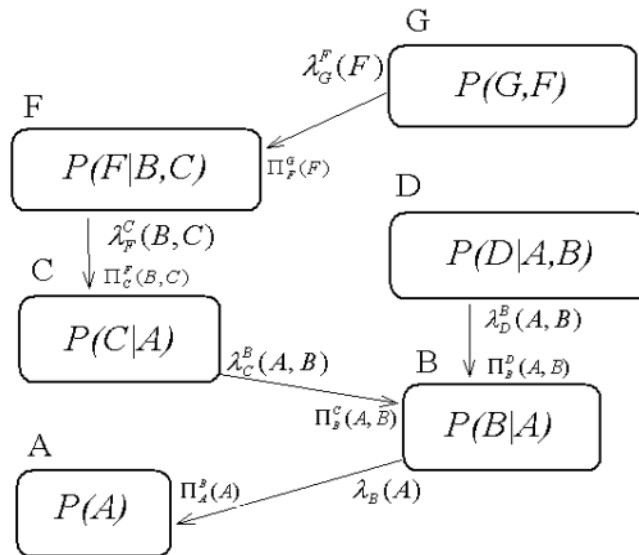 G
λ_G^F(F)
P(G,F)
F
Π_F^G(F)
P(F|B,C)
D
λ_F^C(B,C)
P(D|A,B)
Π_C^F(B,C)
C
λ_D^B(A,B)
P(C|A)
λ_C^B(A,B)
Π_B^D(A,B)
B
Π_B^C(A,B)
P(B|A)
A
Π_A^B(A)
λ_B(A)
P(A)